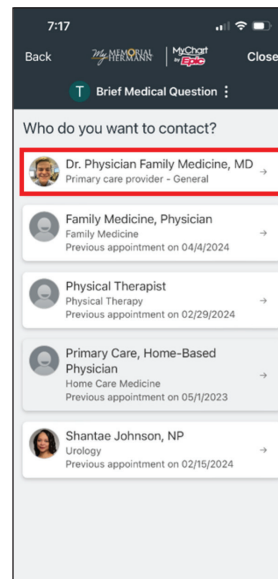 7:17
Back
My MEMORIAL
HERMANN
MyChart
by Epic
Close
T
Brief Medical Question
Who do you want to contact?
Dr. Physician Family Medicine, MD
Primary care provider - General
Family Medicine, Physician
Family Medicine
Previous appointment on 04/4/2024
Physical Therapist
Physical Therapy
Previous appointment on 02/29/2024
Primary Care, Home-Based
Physician
Home Care Medicine
Previous appointment on 05/1/2023
Shantae Johnson, NP
Urology
Previous appointment on 02/15/2024